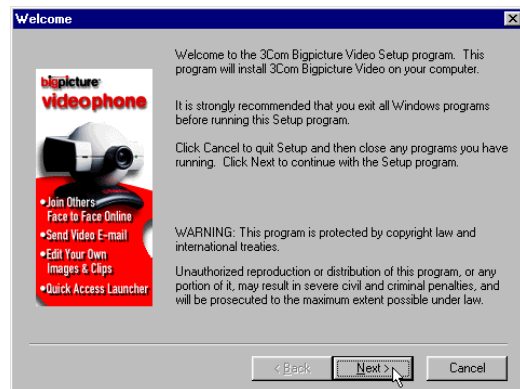 Welcome
Welcome to the 3Com Bigpicture Video Setup program. This
program will install 3Com Bigpicture Video on your computer.
bigpicture
videophone
It is strongly recommended that you exit all Windows programs
before running this Setup program.
Click Cancel to quit Setup and then close any programs you have
running. Click Next to continue with the Setup program.
•Join Others
Face to Face Online
•Send Video E-mail
•Edit Your Own
Images & Clips
•Quick Access Launcher
WARNING: This program is protected by copyright law and
international treaties.
Unauthorized reproduction or distribution of this program, or any
portion of it, may result in severe civil and criminal penalties, and
will be prosecuted to the maximum extent possible under law.
< Back
Next >
Cancel